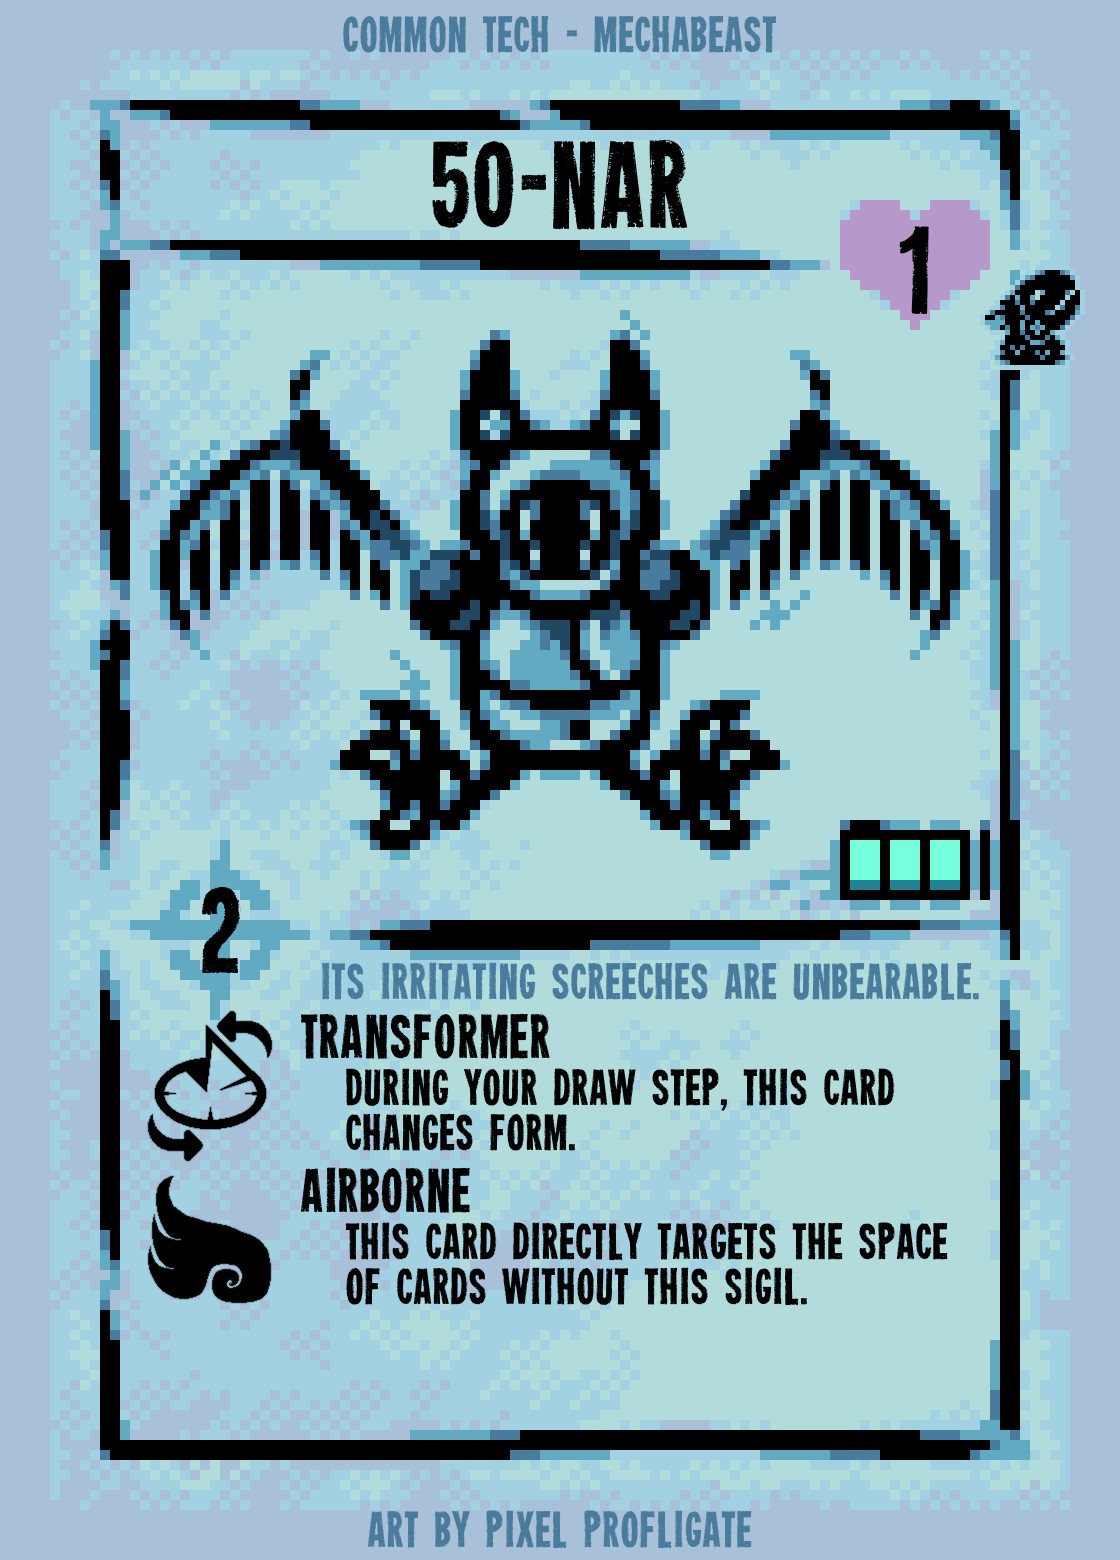 COMMON TECH - MECHABEAST
50-NAR
1
2
ITS IRRITATING SCREECHES ARE UNBEARABLE.
TRANSFORMER
DURING YOUR DRAW STEP, THIS CARD
CHANGES FORM.
AIRBORNE
THIS CARD DIRECTLY TARGETS THE SPACE
OF CARDS WITHOUT THIS SIGIL.
ART BY PIXEL PROFLIGATE